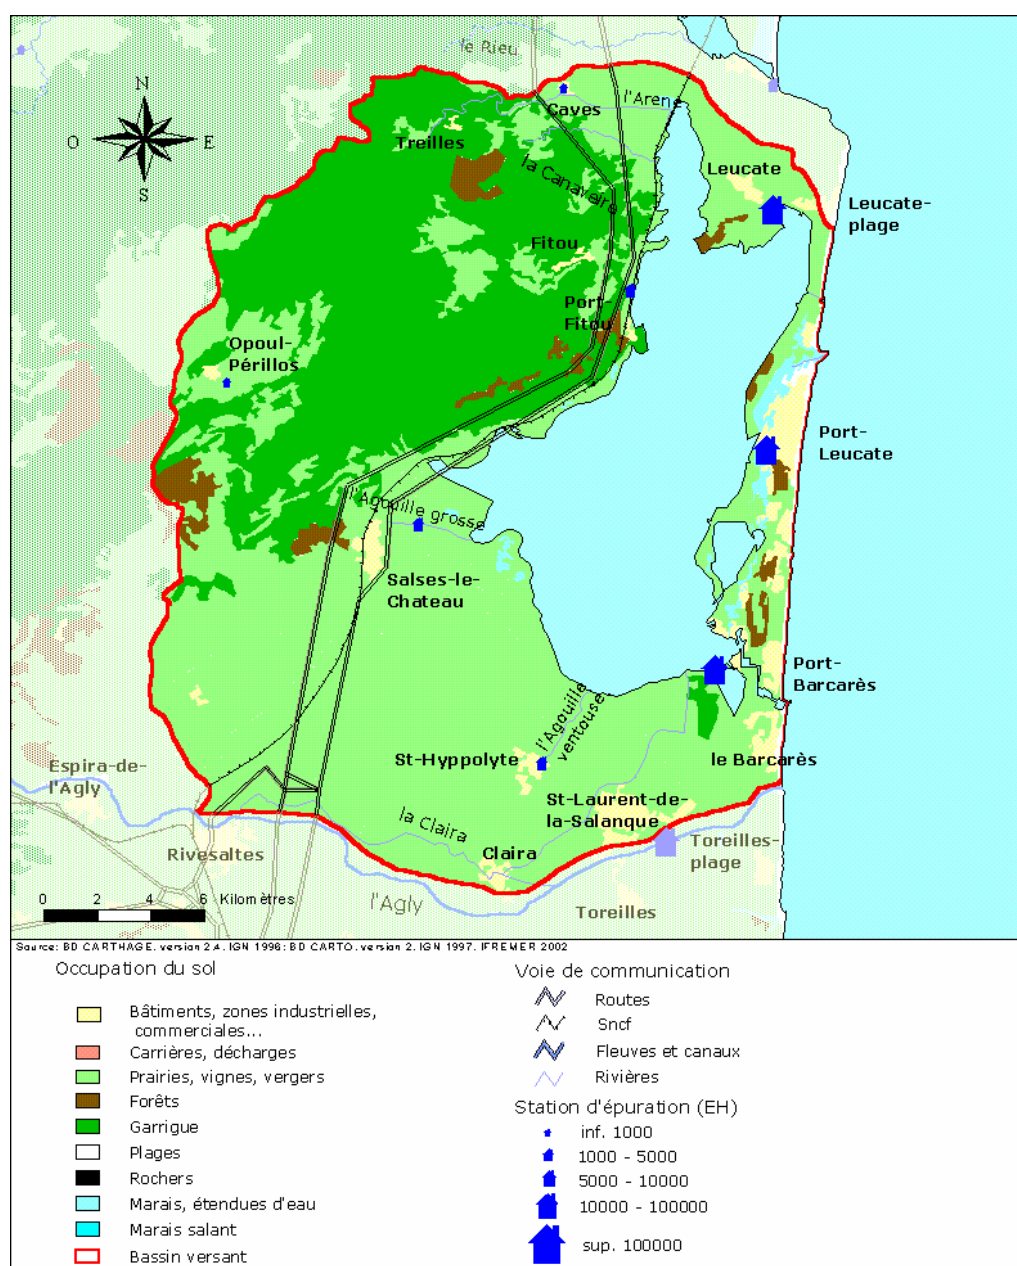 le Rieu
N
O
E
S
l'Arene
Caves
Treilles
la Canaveire
Leucate
Leucate-
plage
Fitou
Port-
Fitou
Opoul-
Périllos
Port-
Leucate
l'Agouille grosse
Salses-le-
Chateau
Port-
Barcarès
l'Agouille
ventouse
St-Hyppolyte
le Barcarès
Espira-de-
l'Agly
St-Laurent-de-
la-Salanque
la Claira
Rivesaltes
Claira
Toreilles-
plage
0 2 4 6 Kilomètres
l'Agly
Toreilles
Source: BD CARTHAGE. version 2.4. IGN 1996; BD CARTO. version 2. IGN 1997. IFREMER 2002
Occupation du sol
Bâtiments, zones industrielles,
commerciales...
Carrières, décharges
Prairies, vignes, vergers
Forêts
Garrigue
Plages
Rochers
Marais, étendues d'eau
Marais salant
Bassin versant
Voie de communication
Routes
Sncf
Fleuves et canaux
Rivières
Station d'épuration (EH)
inf. 1000
1000 - 5000
5000 - 10000
10000 - 100000
sup. 100000